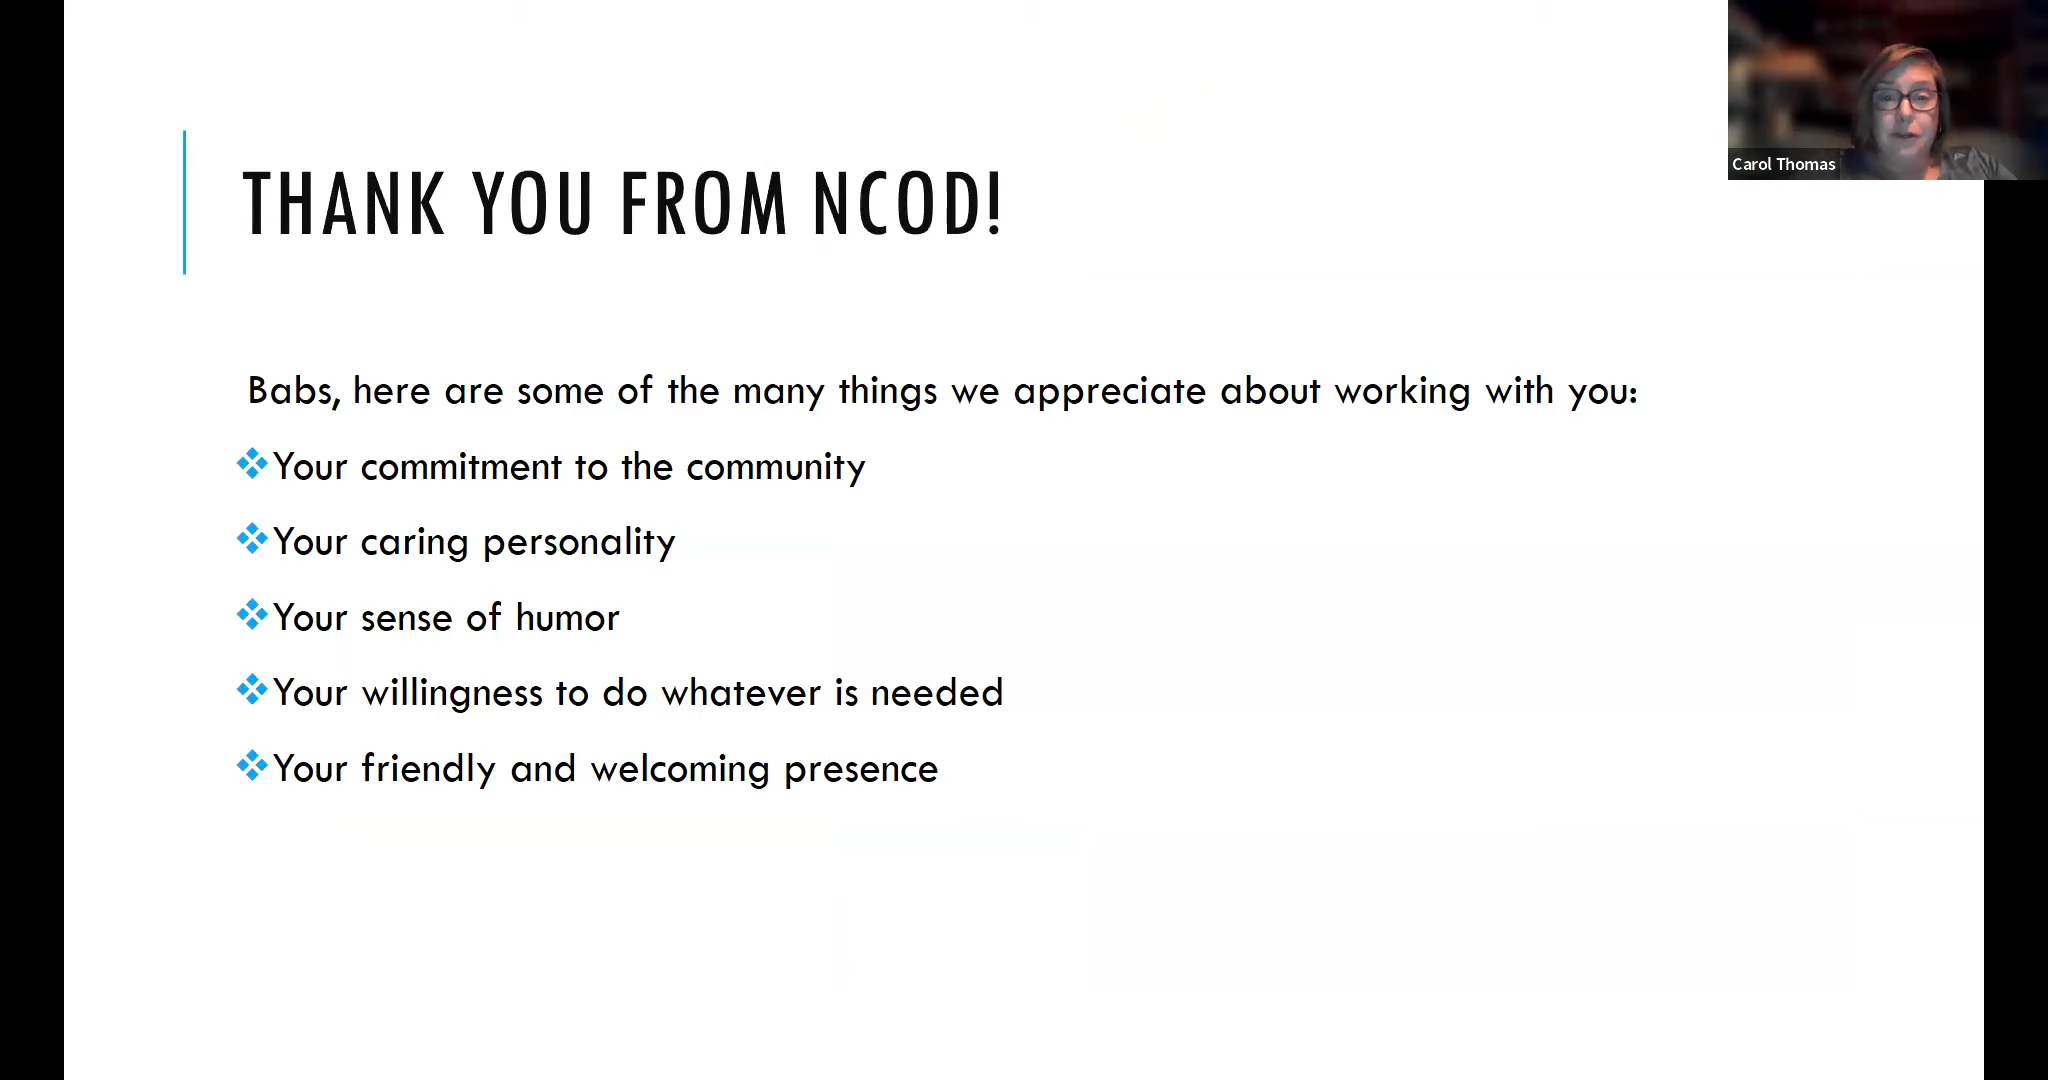 THANK YOU FROM NCOD!
Babs, here are some of the many things we appreciate about working with you:
❖Your commitment to the community
❖Your caring personality
❖Your sense of humor
❖Your willingness to do whatever is needed
❖Your friendly and welcoming presence
Carol Thomas